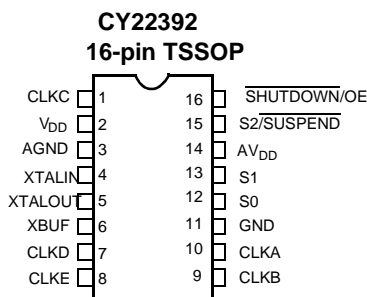 CY22392
16-pin TSSOP
CLKC 1 16 SHUTDOWN/OE
VDD 2 15 S2/SUSPEND
AGND 3 14 AVDD
XTALIN 4 13 S1
XTALOUT 5 12 S0
XBUF 6 11 GND
CLKD 7 10 CLKA
CLKE 8 9 CLKB